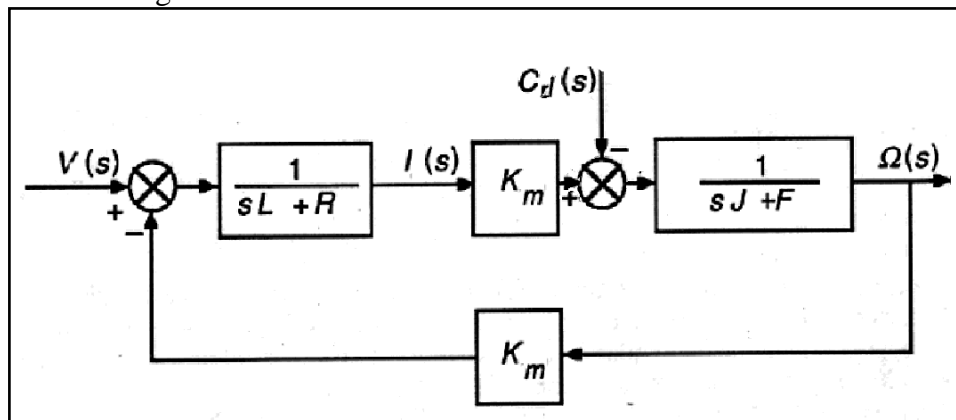 C_d(s)
V(s)
+
−
1
sL + R
I(s)
K_m
+
−
1
sJ + F
Ω(s)
K_m